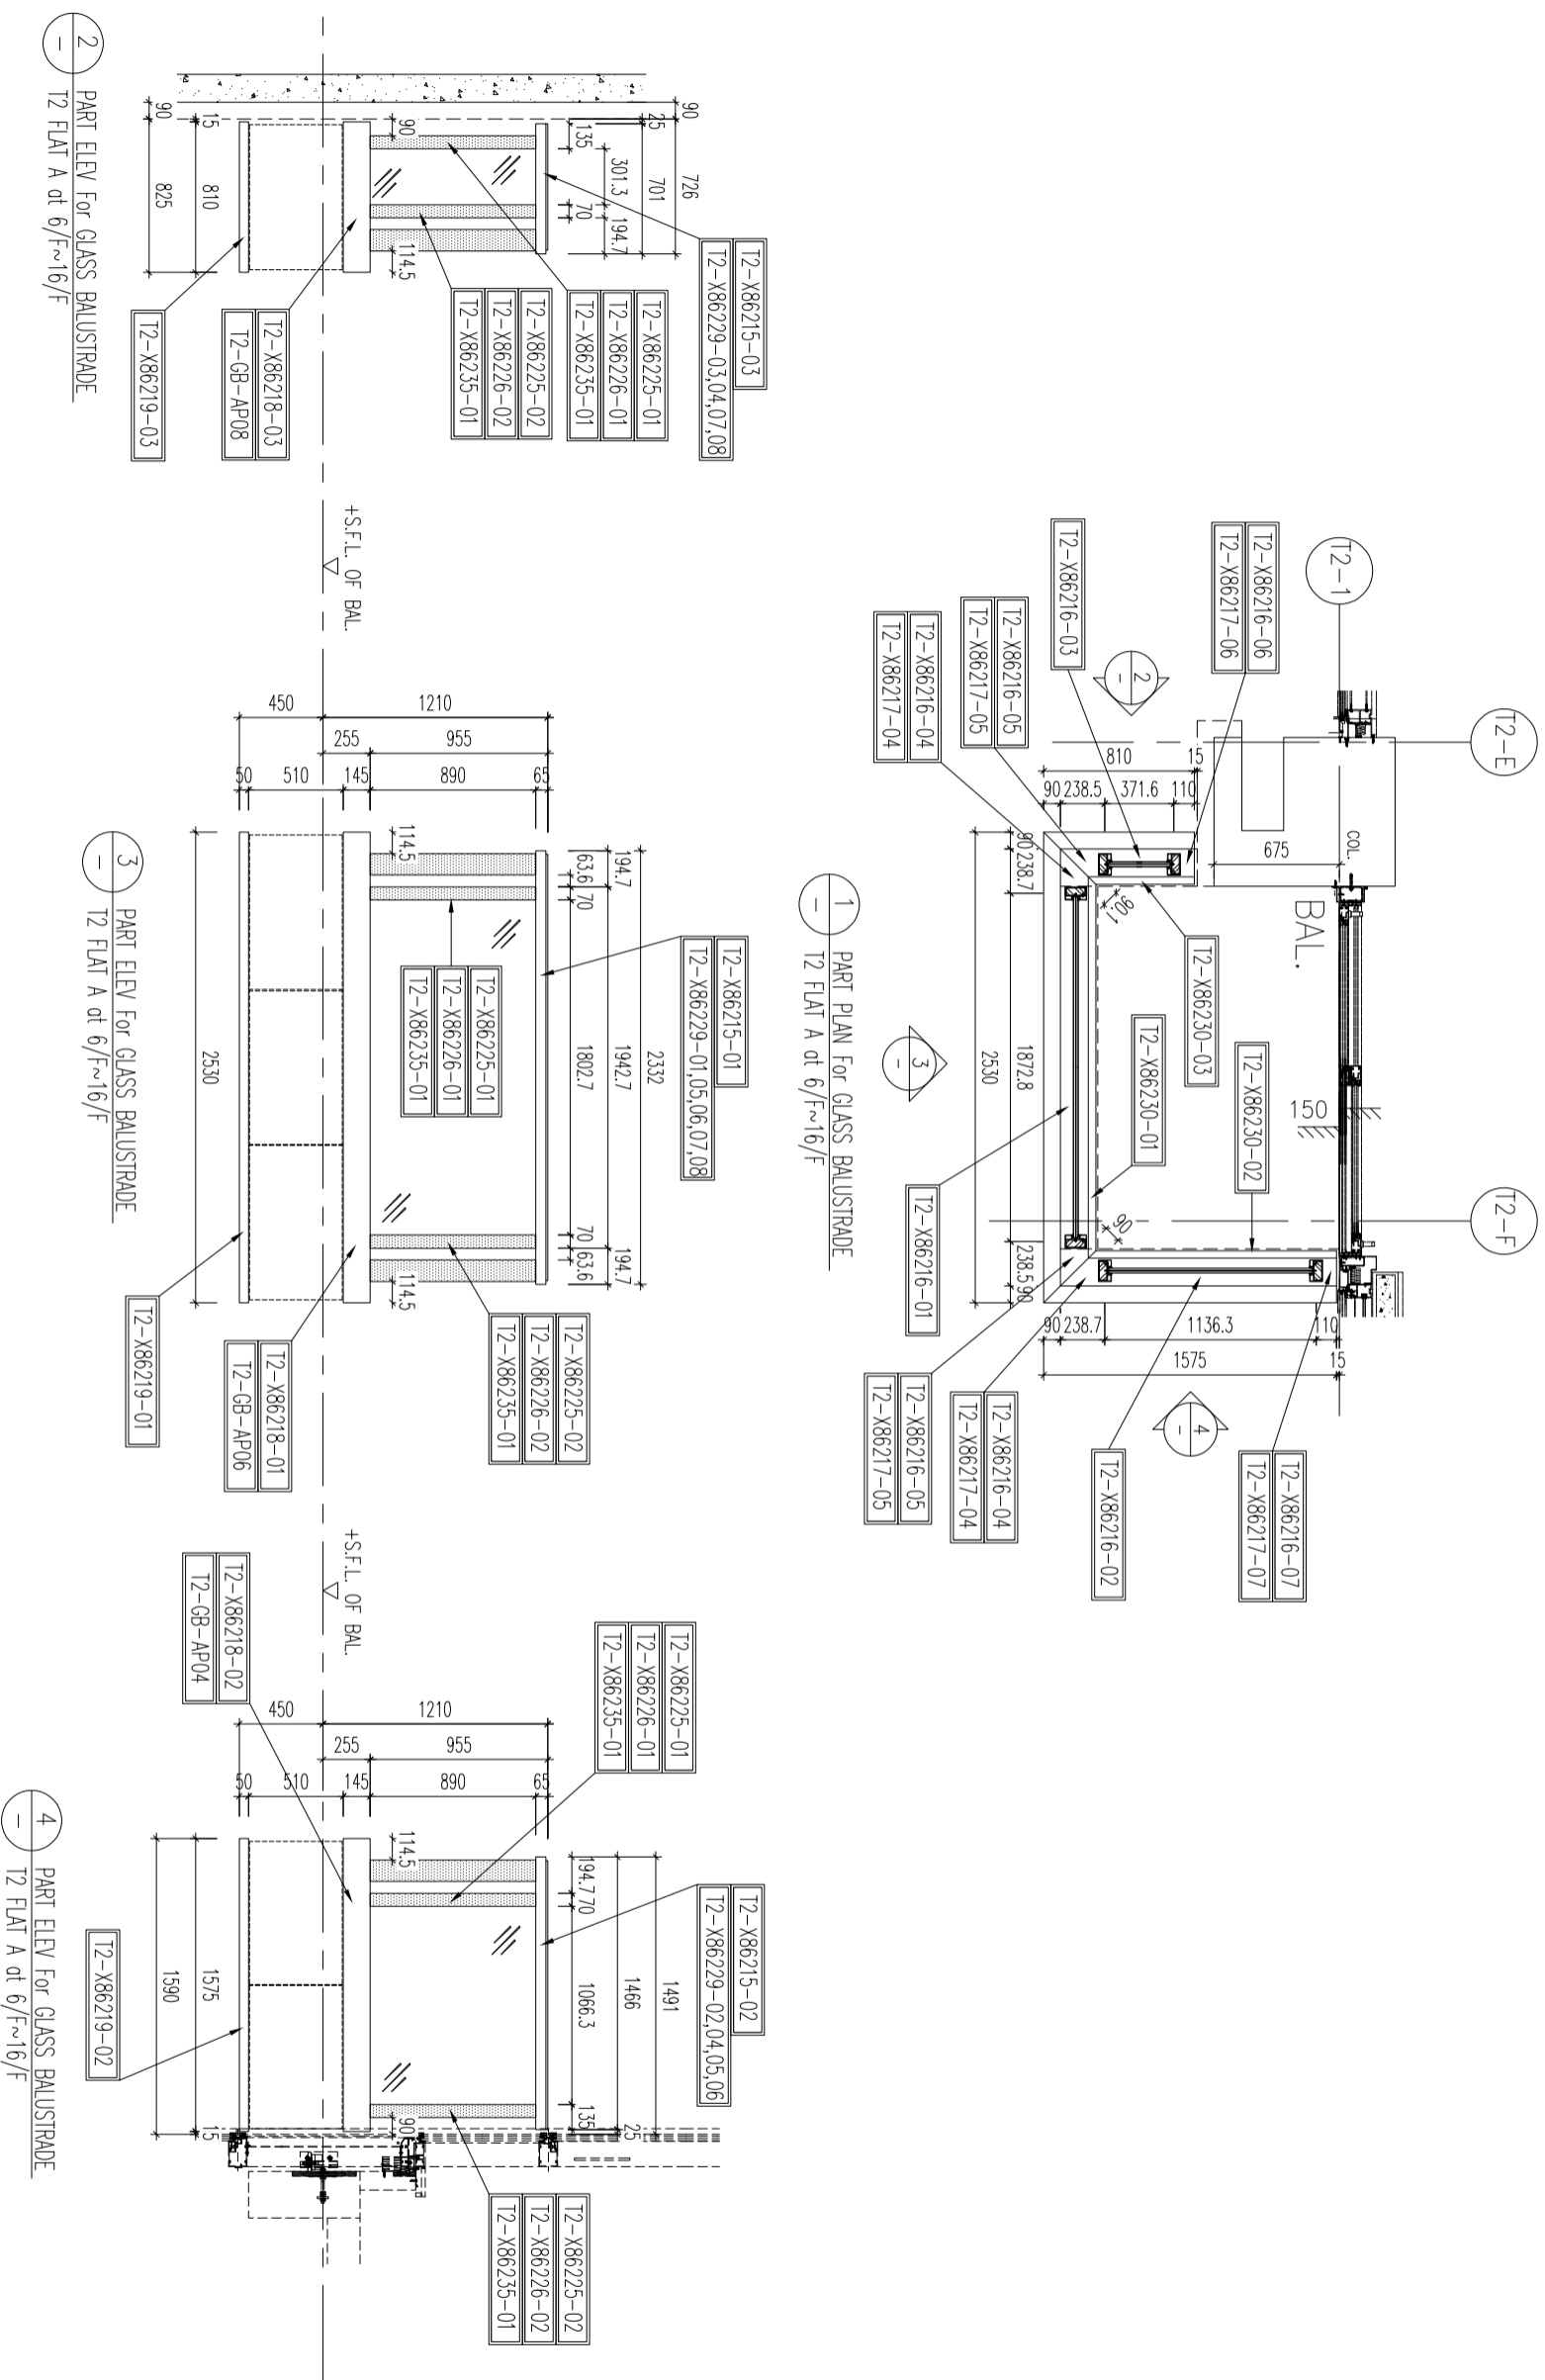 T2-1
T2-E
T2-F
T2-X86216-06
T2-X86217-06
T2-X86216-03
T2-X86216-05
T2-X86217-05
T2-X86216-04
T2-X86217-04
2
-
COL.
675
BAL.
150
15
810
110
371.6
238.5
90
90
238.7
1872.8
238.5
90
2530
90.1
90
T2-X86230-03
T2-X86230-01
T2-X86230-02
T2-X86216-01
3
-
110
1136.3
238.7
90
15
1575
4
-
T2-X86216-07
T2-X86217-07
T2-X86216-02
T2-X86216-04
T2-X86217-04
T2-X86216-05
T2-X86217-05
1
-
PART PLAN For GLASS BALUSTRADE
T2 FLAT A at 6/F~16/F
90
726
25
701
301.3
194.7
135
70
90
114.5
15
810
90
825
T2-X86215-03
T2-X86229-03,04,07,08
T2-X86225-01
T2-X86226-01
T2-X86235-01
T2-X86225-02
T2-X86226-02
T2-X86235-01
T2-X86218-03
T2-GB-AP08
T2-X86219-03
2
-
PART ELEV For GLASS BALUSTRADE
T2 FLAT A at 6/F~16/F
+S.F.L. OF BAL.
1210
450
955
255
65
890
145
510
50
2332
194.7
1942.7
194.7
63.6
70
1802.7
70
63.6
114.5
114.5
2530
T2-X86215-01
T2-X86229-01,05,06,07,08
T2-X86225-01
T2-X86226-01
T2-X86235-01
T2-X86225-02
T2-X86226-02
T2-X86235-01
T2-X86218-01
T2-GB-AP06
T2-X86219-01
3
-
PART ELEV For GLASS BALUSTRADE
T2 FLAT A at 6/F~16/F
+S.F.L. OF BAL.
1210
450
955
255
65
890
145
510
50
1491
1466
25
194.7
70
1066.3
135
114.5
90
1575
15
1590
T2-X86215-02
T2-X86229-02,04,05,06
T2-X86225-01
T2-X86226-01
T2-X86235-01
T2-X86225-02
T2-X86226-02
T2-X86235-01
T2-X86218-02
T2-GB-AP04
T2-X86219-02
4
-
PART ELEV For GLASS BALUSTRADE
T2 FLAT A at 6/F~16/F